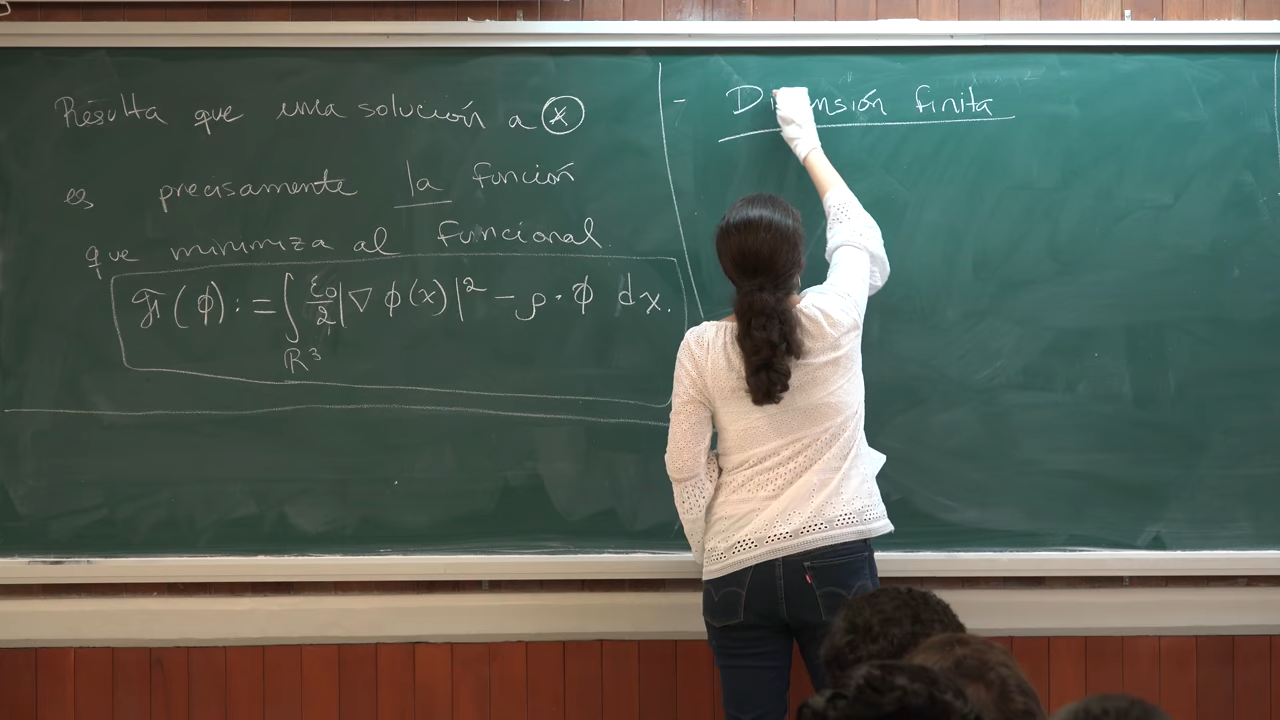 Resulta que una solución a ⊛
es precisamente la función
que minimiza al funcional.
ℱ(ϕ) := ∫_{ℝ³} ε₀/2 |∇ϕ(x)|² − ρ · ϕ dx.
- Dimensión finita